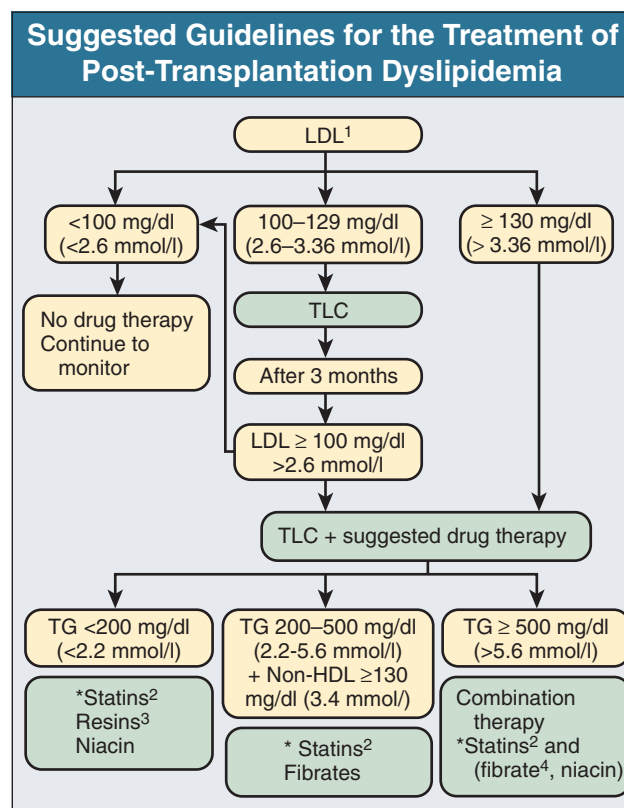 Suggested Guidelines for the Treatment of
Post-Transplantation Dyslipidemia
LDL¹
<100 mg/dl
(<2.6 mmol/l)
100–129 mg/dl
(2.6–3.36 mmol/l)
≥ 130 mg/dl
(> 3.36 mmol/l)
No drug therapy
Continue to
monitor
TLC
After 3 months
LDL ≥ 100 mg/dl
>2.6 mmol/l
TLC + suggested drug therapy
TG <200 mg/dl
(<2.2 mmol/l)
TG 200–500 mg/dl
(2.2-5.6 mmol/l)
+ Non-HDL ≥130
mg/dl (3.4 mmol/)
TG ≥ 500 mg/dl
(>5.6 mmol/l)
*Statins²
Resins³
Niacin
* Statins²
Fibrates
Combination
therapy
*Statins² and
(fibrate⁴, niacin)